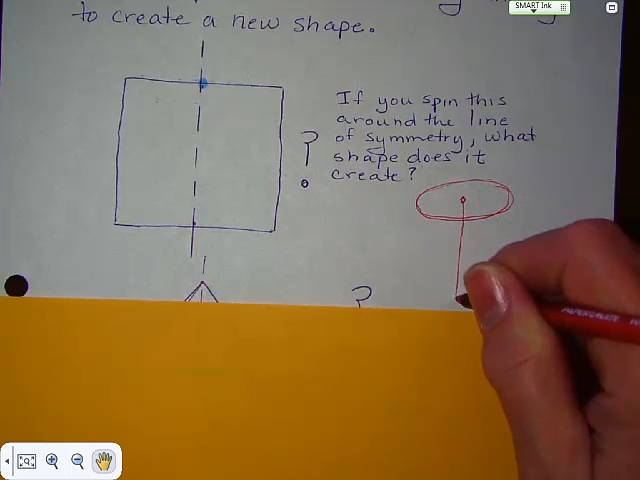 to create a new shape.
SMART Ink
If you spin this
around the line
of symmetry, what
shape does it
create?
?
?
PAPERMATE